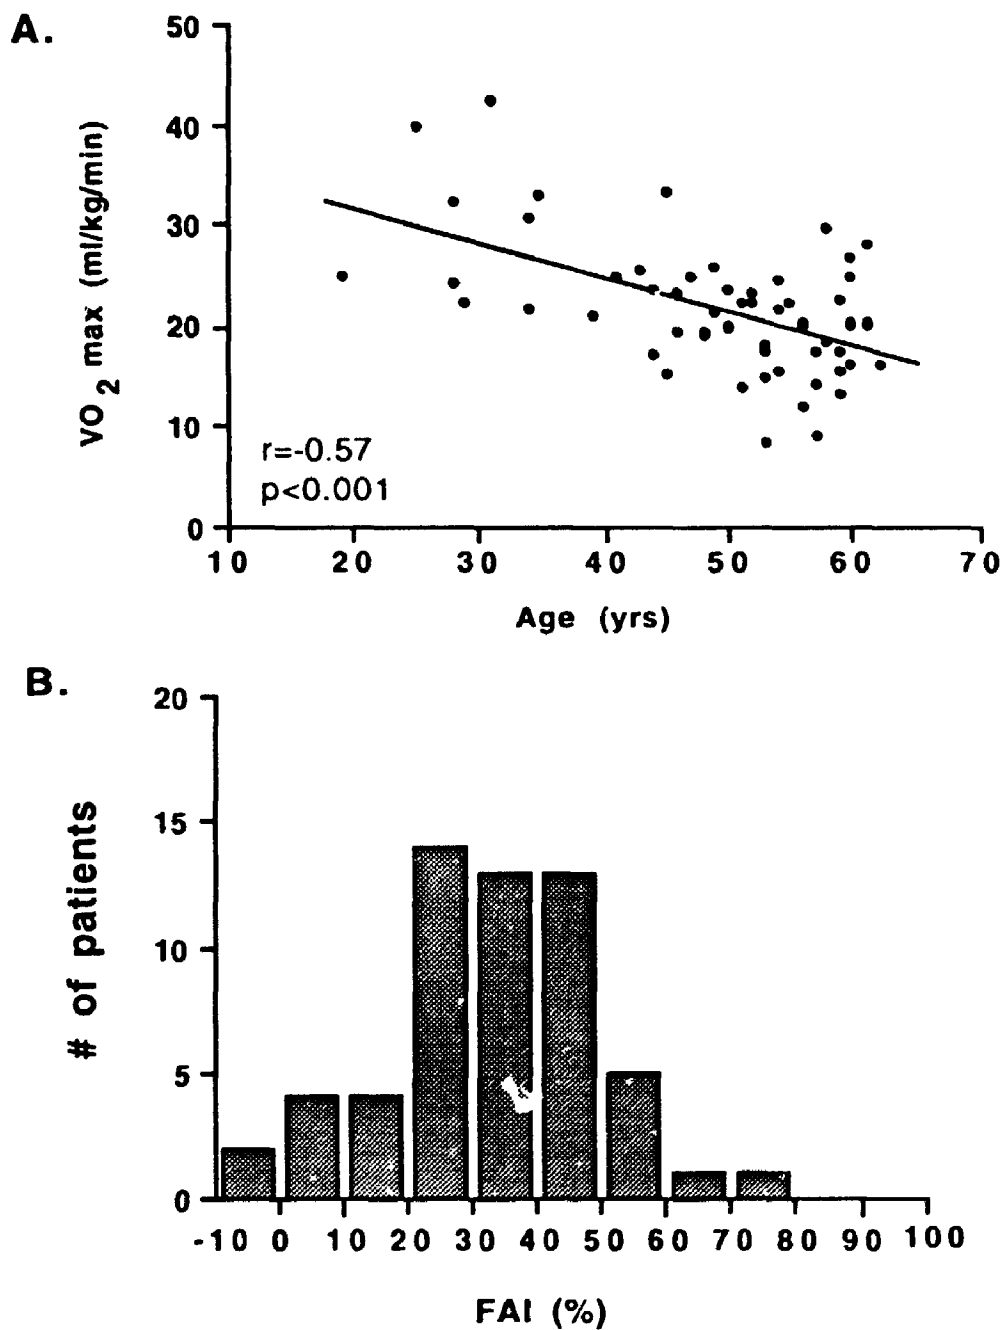 A.
50
40
30
20
10
0
VO2 max (ml/kg/min)
r=-0.57
p<0.001
10 20 30 40 50 60 70
Age (yrs)
B.
20
15
10
5
0
# of patients
-10 0 10 20 30 40 50 60 70 80 90 100
FAI (%)